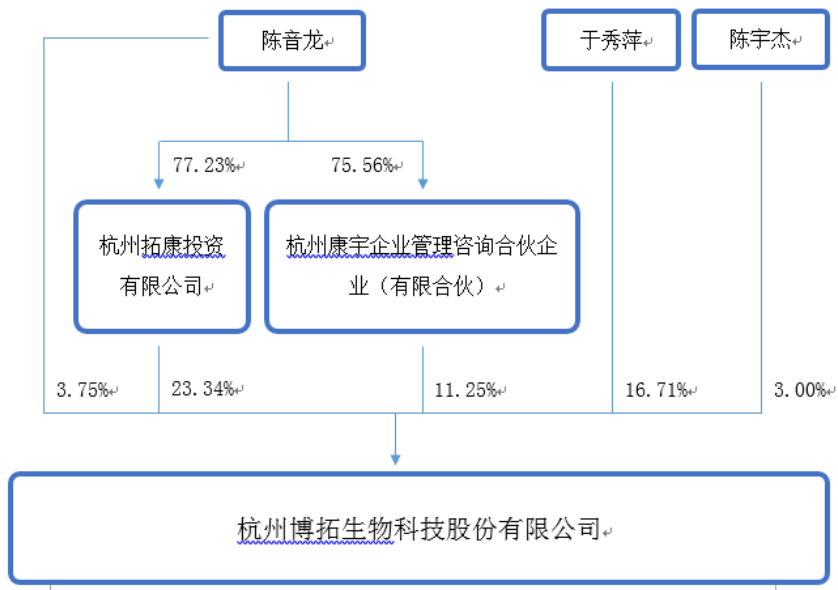 陈音龙
于秀萍
陈宇杰
77.23%
75.56%
杭州拓康投资
有限公司
杭州康宇企业管理咨询合伙企
业（有限合伙）
3.75%
23.34%
11.25%
16.71%
3.00%
杭州博拓生物科技股份有限公司